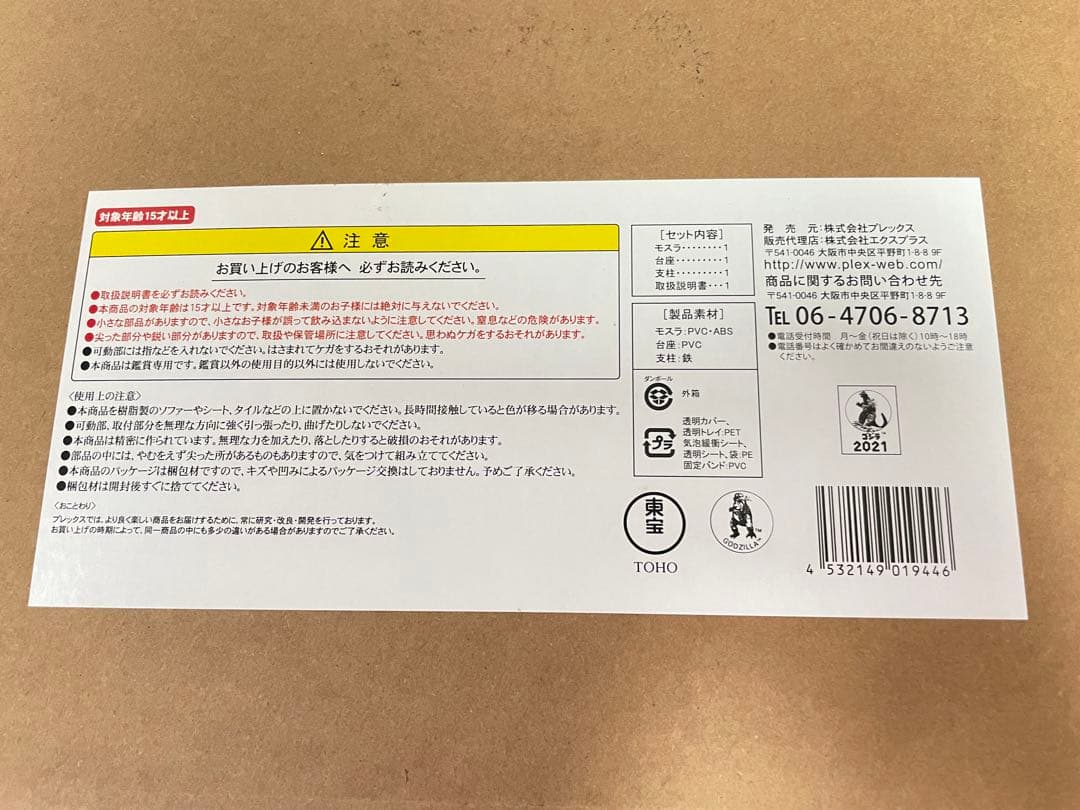 対象年齢15才以上
注意
お買い上げのお客様へ 必ずお読みください。
●取扱説明書を必ずお読みください。
●本商品の対象年齢は15才以上です。対象年齢未満のお子様には絶対に与えないでください。
●小さな部品がありますので、小さなお子様が誤って飲み込まないように注意してください。窒息などの危険があります。
●尖った部分や鋭い部分がありますので、取扱や保管場所に注意してください。思わぬケガをするおそれがあります。
●可動部には指などを入れないでください。はさまれてケガをするおそれがあります。
●本商品は鑑賞専用です。鑑賞以外の使用目的以外には使用しないでください。
〈使用上の注意〉
●本商品を樹脂製のソファーやシート、タイルなどの上に置かないでください。長時間接触していると色が移る場合があります。
●可動部、取付部分を無理な方向に強く引っ張ったり、曲げたりしないでください。
●本商品は精密に作られています。無理な力を加えたり、落としたりすると破損のおそれがあります。
●部品の中には、やむをえず尖った所があるものもありますので、気をつけて組み立ててください。
●本商品のパッケージは梱包材ですので、キズや凹みによるパッケージ交換はしておりません。予めご了承ください。
●梱包材は開封後すぐに捨ててください。
〈おことわり〉
プレックスでは、より良く楽しい商品をお届けするために、常に研究・改良・開発を行っております。
お買い上げの時期によって、同一商品の中にも多少の違いがある場合がありますのでご了承ください。
[セット内容]
モスラ・・・・・・・・1
台座・・・・・・・・・1
支柱・・・・・・・・・1
取扱説明書・・・1
[製品素材]
モスラ:PVC・ABS
台座:PVC
支柱:鉄
ダンボール
外箱
プラ
透明カバー、
透明トレイ:PET
気泡緩衝シート、
透明シート、袋:PE
固定バンド:PVC
発売元:株式会社プレックス
販売代理店:株式会社エクスプラス
〒541-0046 大阪市中央区平野町1-8-8 9F
http://www.plex-web.com/
商品に関するお問い合わせ先
〒541-0046 大阪市中央区平野町1-8-8 9F
TEL 06-4706-8713
●電話受付時間 月〜金(祝日は除く)10時〜18時
●電話番号はよく確かめてお間違えのないようご注意
ください。
ゴジラ
2021
東宝
TOHO
GODZILLA™
4 532149 019446